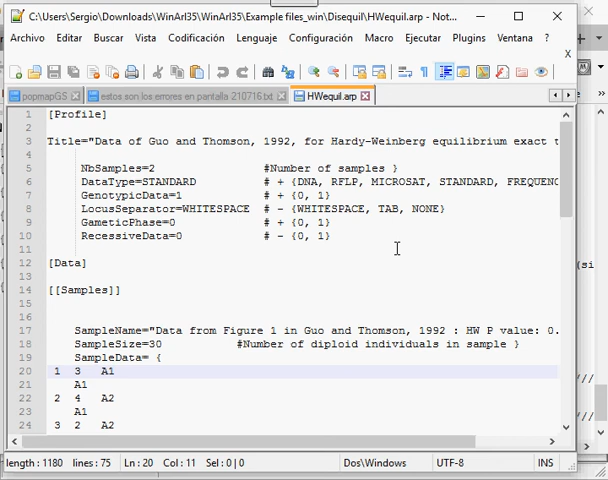 C:\Users\Sergio\Downloads\WinArl35\WinArl35\Example files_win\Disequil\HWequil.arp - Not...
Archivo Editar Buscar Vista Codificación Lenguaje Configuración Macro Ejecutar Plugins Ventana ?
X
popmapGS estos son los errores en pantalla 210716.txt HWequil.arp
1 [Profile]
2
3 Title="Data of Guo and Thomson, 1992, for Hardy-Weinberg equilibrium exact t
4
5 NbSamples=2 #Number of samples }
6 DataType=STANDARD # + {DNA, RFLP, MICROSAT, STANDARD, FREQUENC
7 GenotypicData=1 # + {0, 1}
8 LocusSeparator=WHITESPACE # - {WHITESPACE, TAB, NONE}
9 GameticPhase=0 # + {0, 1}
10 RecessiveData=0 # - {0, 1}
11
12 [Data]
13
14 [[Samples]]
15
16
17 SampleName="Data from Figure 1 in Guo and Thomson, 1992 : HW P value: 0.
18 SampleSize=30 #Number of diploid individuals in sample }
19 SampleData= {
20 1 3 A1
21 A1
22 2 4 A2
23 A1
24 3 2 A2
length : 1180 lines : 75 Ln : 20 Col : 11 Sel : 0 | 0 Dos\Windows UTF-8 INS
(si
//
//